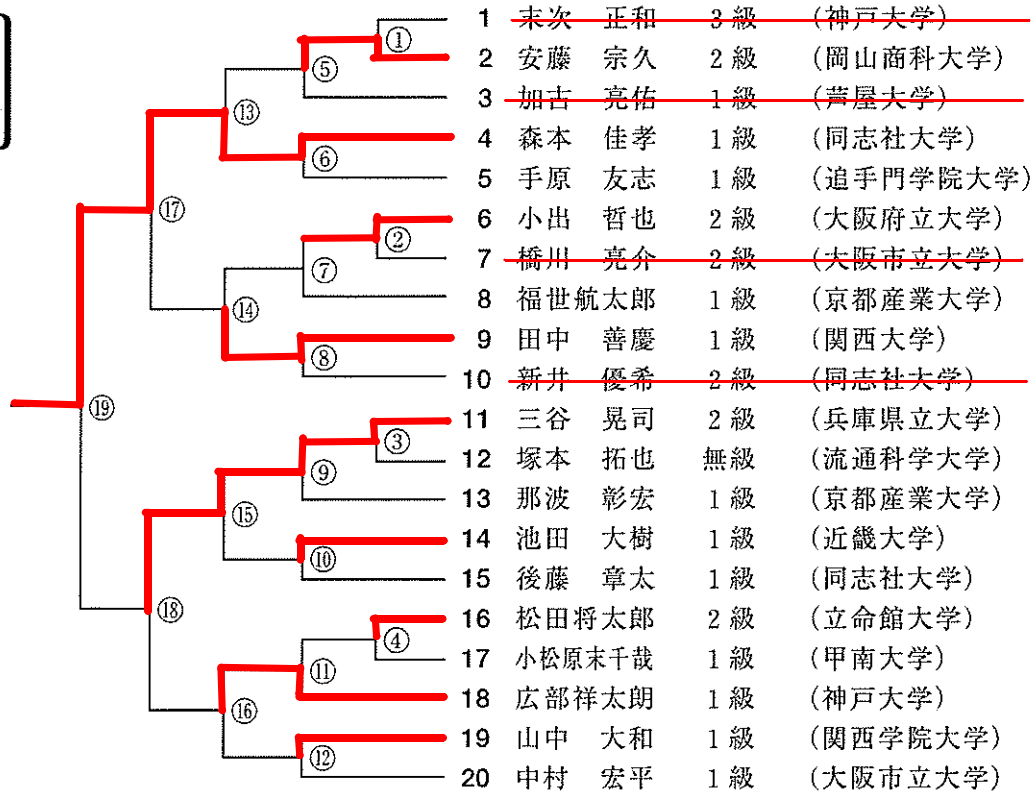 1 末次 正和 3級 (神戸大学)
① 
2 安藤 宗久 2級 (岡山商科大学)
⑤
3 加古 亮佑 1級 (芦屋大学)
⑬
4 森本 佳孝 1級 (同志社大学)
⑥
5 手原 友志 1級 (追手門学院大学)
⑰
6 小出 哲也 2級 (大阪府立大学)
②
7 橋川 亮介 2級 (大阪市立大学)
⑦
8 福世航太郎 1級 (京都産業大学)
⑭
9 田中 善慶 1級 (関西大学)
⑧
10 新井 優希 2級 (同志社大学)
⑲
11 三谷 晃司 2級 (兵庫県立大学)
③
12 塚本 拓也 無級 (流通科学大学)
⑨
13 那波 彰宏 1級 (京都産業大学)
⑮
14 池田 大樹 1級 (近畿大学)
⑩
15 後藤 章太 1級 (同志社大学)
⑱
16 松田将太郎 2級 (立命館大学)
④
17 小松原末千哉 1級 (甲南大学)
⑪
18 広部祥太朗 1級 (神戸大学)
⑯
19 山中 大和 1級 (関西学院大学)
⑫
20 中村 宏平 1級 (大阪市立大学)